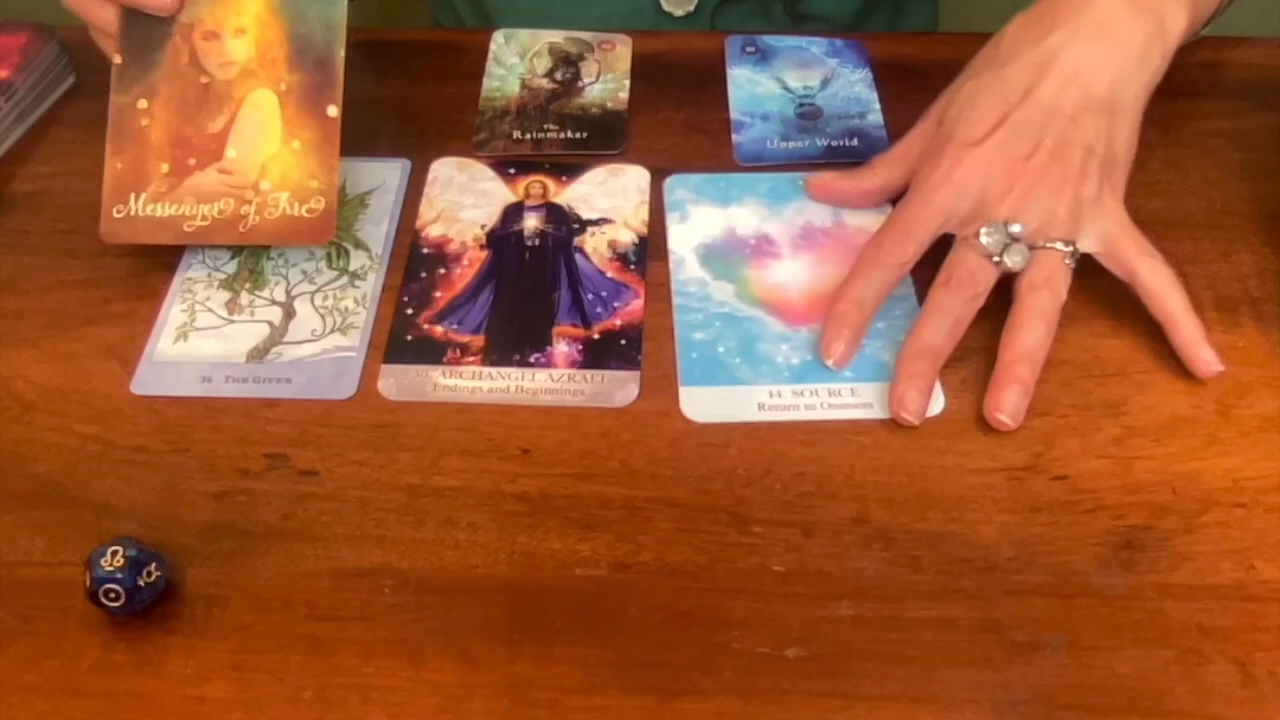 Messenger of Fire
The
Rainmaker
Upper World
36 THE GIVER
30. ARCHANGEL AZRAEL
Endings and Beginnings
44. SOURCE
Return to Oneness